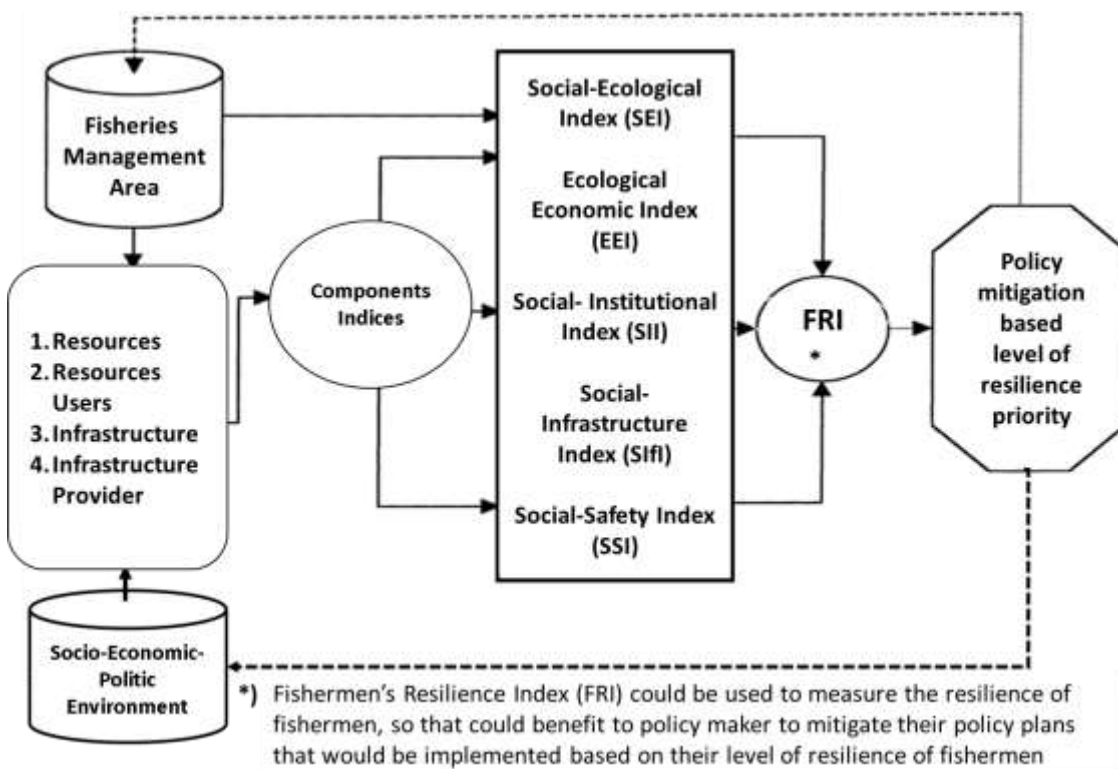 Fisheries
Management
Area
1. Resources
2. Resources
Users
3. Infrastructure
4. Infrastructure
Provider
Socio-Economic-
Politic
Environment
Components
Indices
Social-Ecological
Index (SEI)
Ecological
Economic Index
(EEI)
Social- Institutional
Index (SII)
Social-
Infrastructure
Index (SIfI)
Social-Safety Index
(SSI)
FRI
*
Policy
mitigation
based
level of
resilience
priority
*) Fishermen's Resilience Index (FRI) could be used to measure the resilience of
fishermen, so that could benefit to policy maker to mitigate their policy plans
that would be implemented based on their level of resilience of fishermen